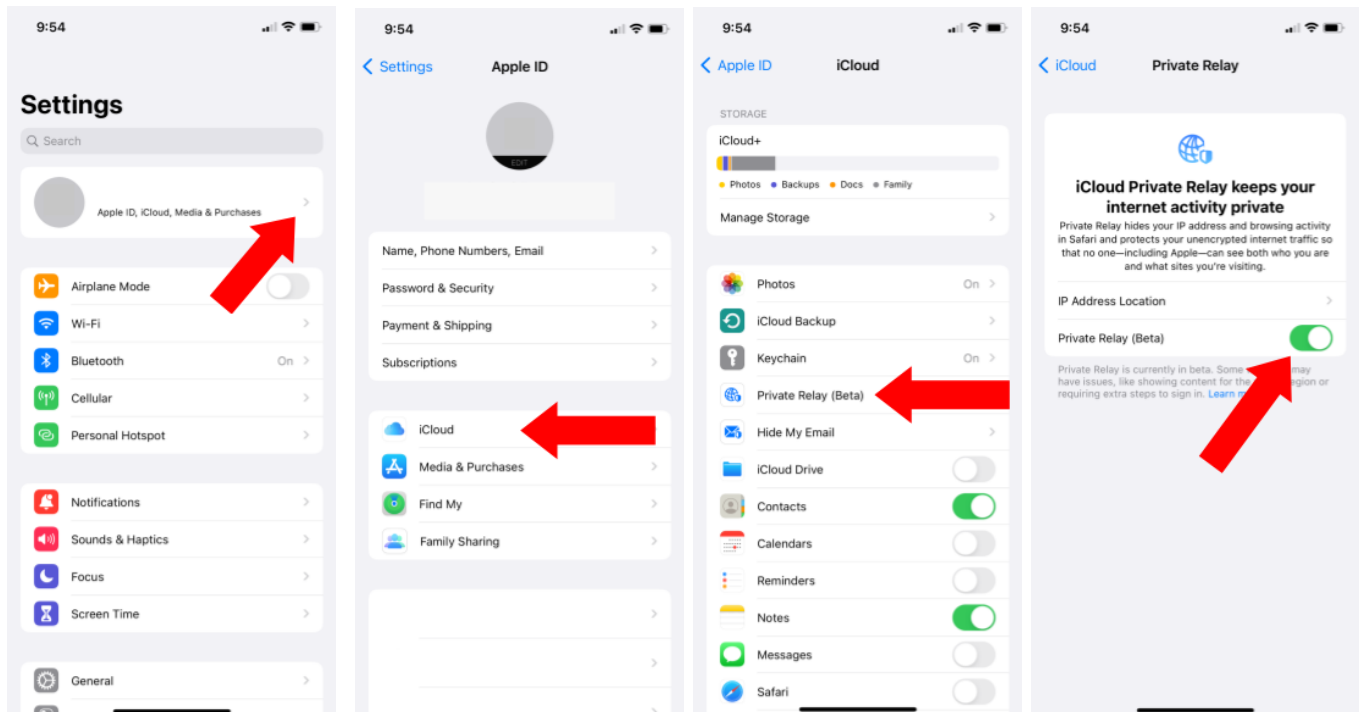 9:54
Settings
Search
Apple ID, iCloud, Media & Purchases
Airplane Mode
Wi-Fi
Bluetooth On
Cellular
Personal Hotspot
Notifications
Sounds & Haptics
Focus
Screen Time
General
9:54
Settings Apple ID
EDIT
Name, Phone Numbers, Email
Password & Security
Payment & Shipping
Subscriptions
iCloud
Media & Purchases
Find My
Family Sharing
9:54
Apple ID iCloud
STORAGE
iCloud+
Photos Backups Docs Family
Manage Storage
Photos On
iCloud Backup
Keychain On
Private Relay (Beta)
Hide My Email
iCloud Drive
Contacts
Calendars
Reminders
Notes
Messages
Safari
9:54
iCloud Private Relay
iCloud Private Relay keeps your
internet activity private
Private Relay hides your IP address and browsing activity
in Safari and protects your unencrypted internet traffic so
that no one—including Apple—can see both who you are
and what sites you're visiting.
IP Address Location
Private Relay (Beta)
Private Relay is currently in beta. Some may
have issues, like showing content for the region or
requiring extra steps to sign in. Learn